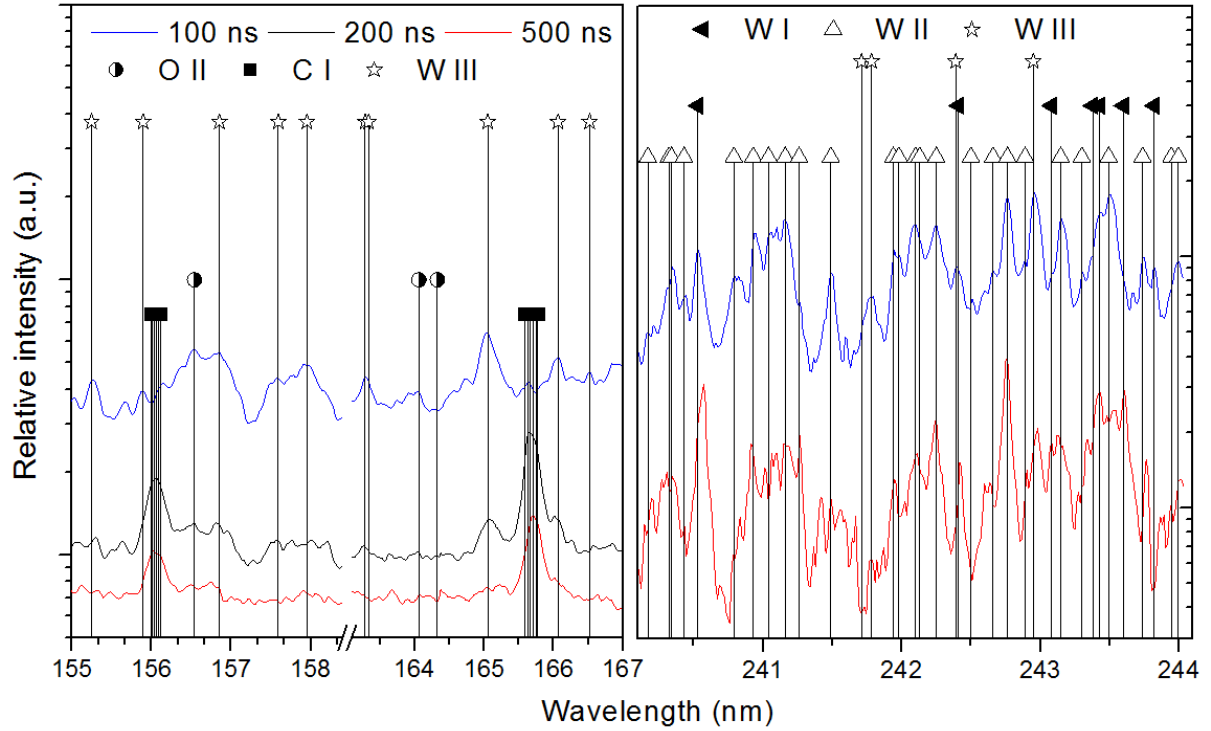 100 ns 200 ns 500 ns
O II C I W III
W I W II W III
Relative intensity (a.u.)
155 156 157 158 164 165 166 167
241 242 243 244
Wavelength (nm)